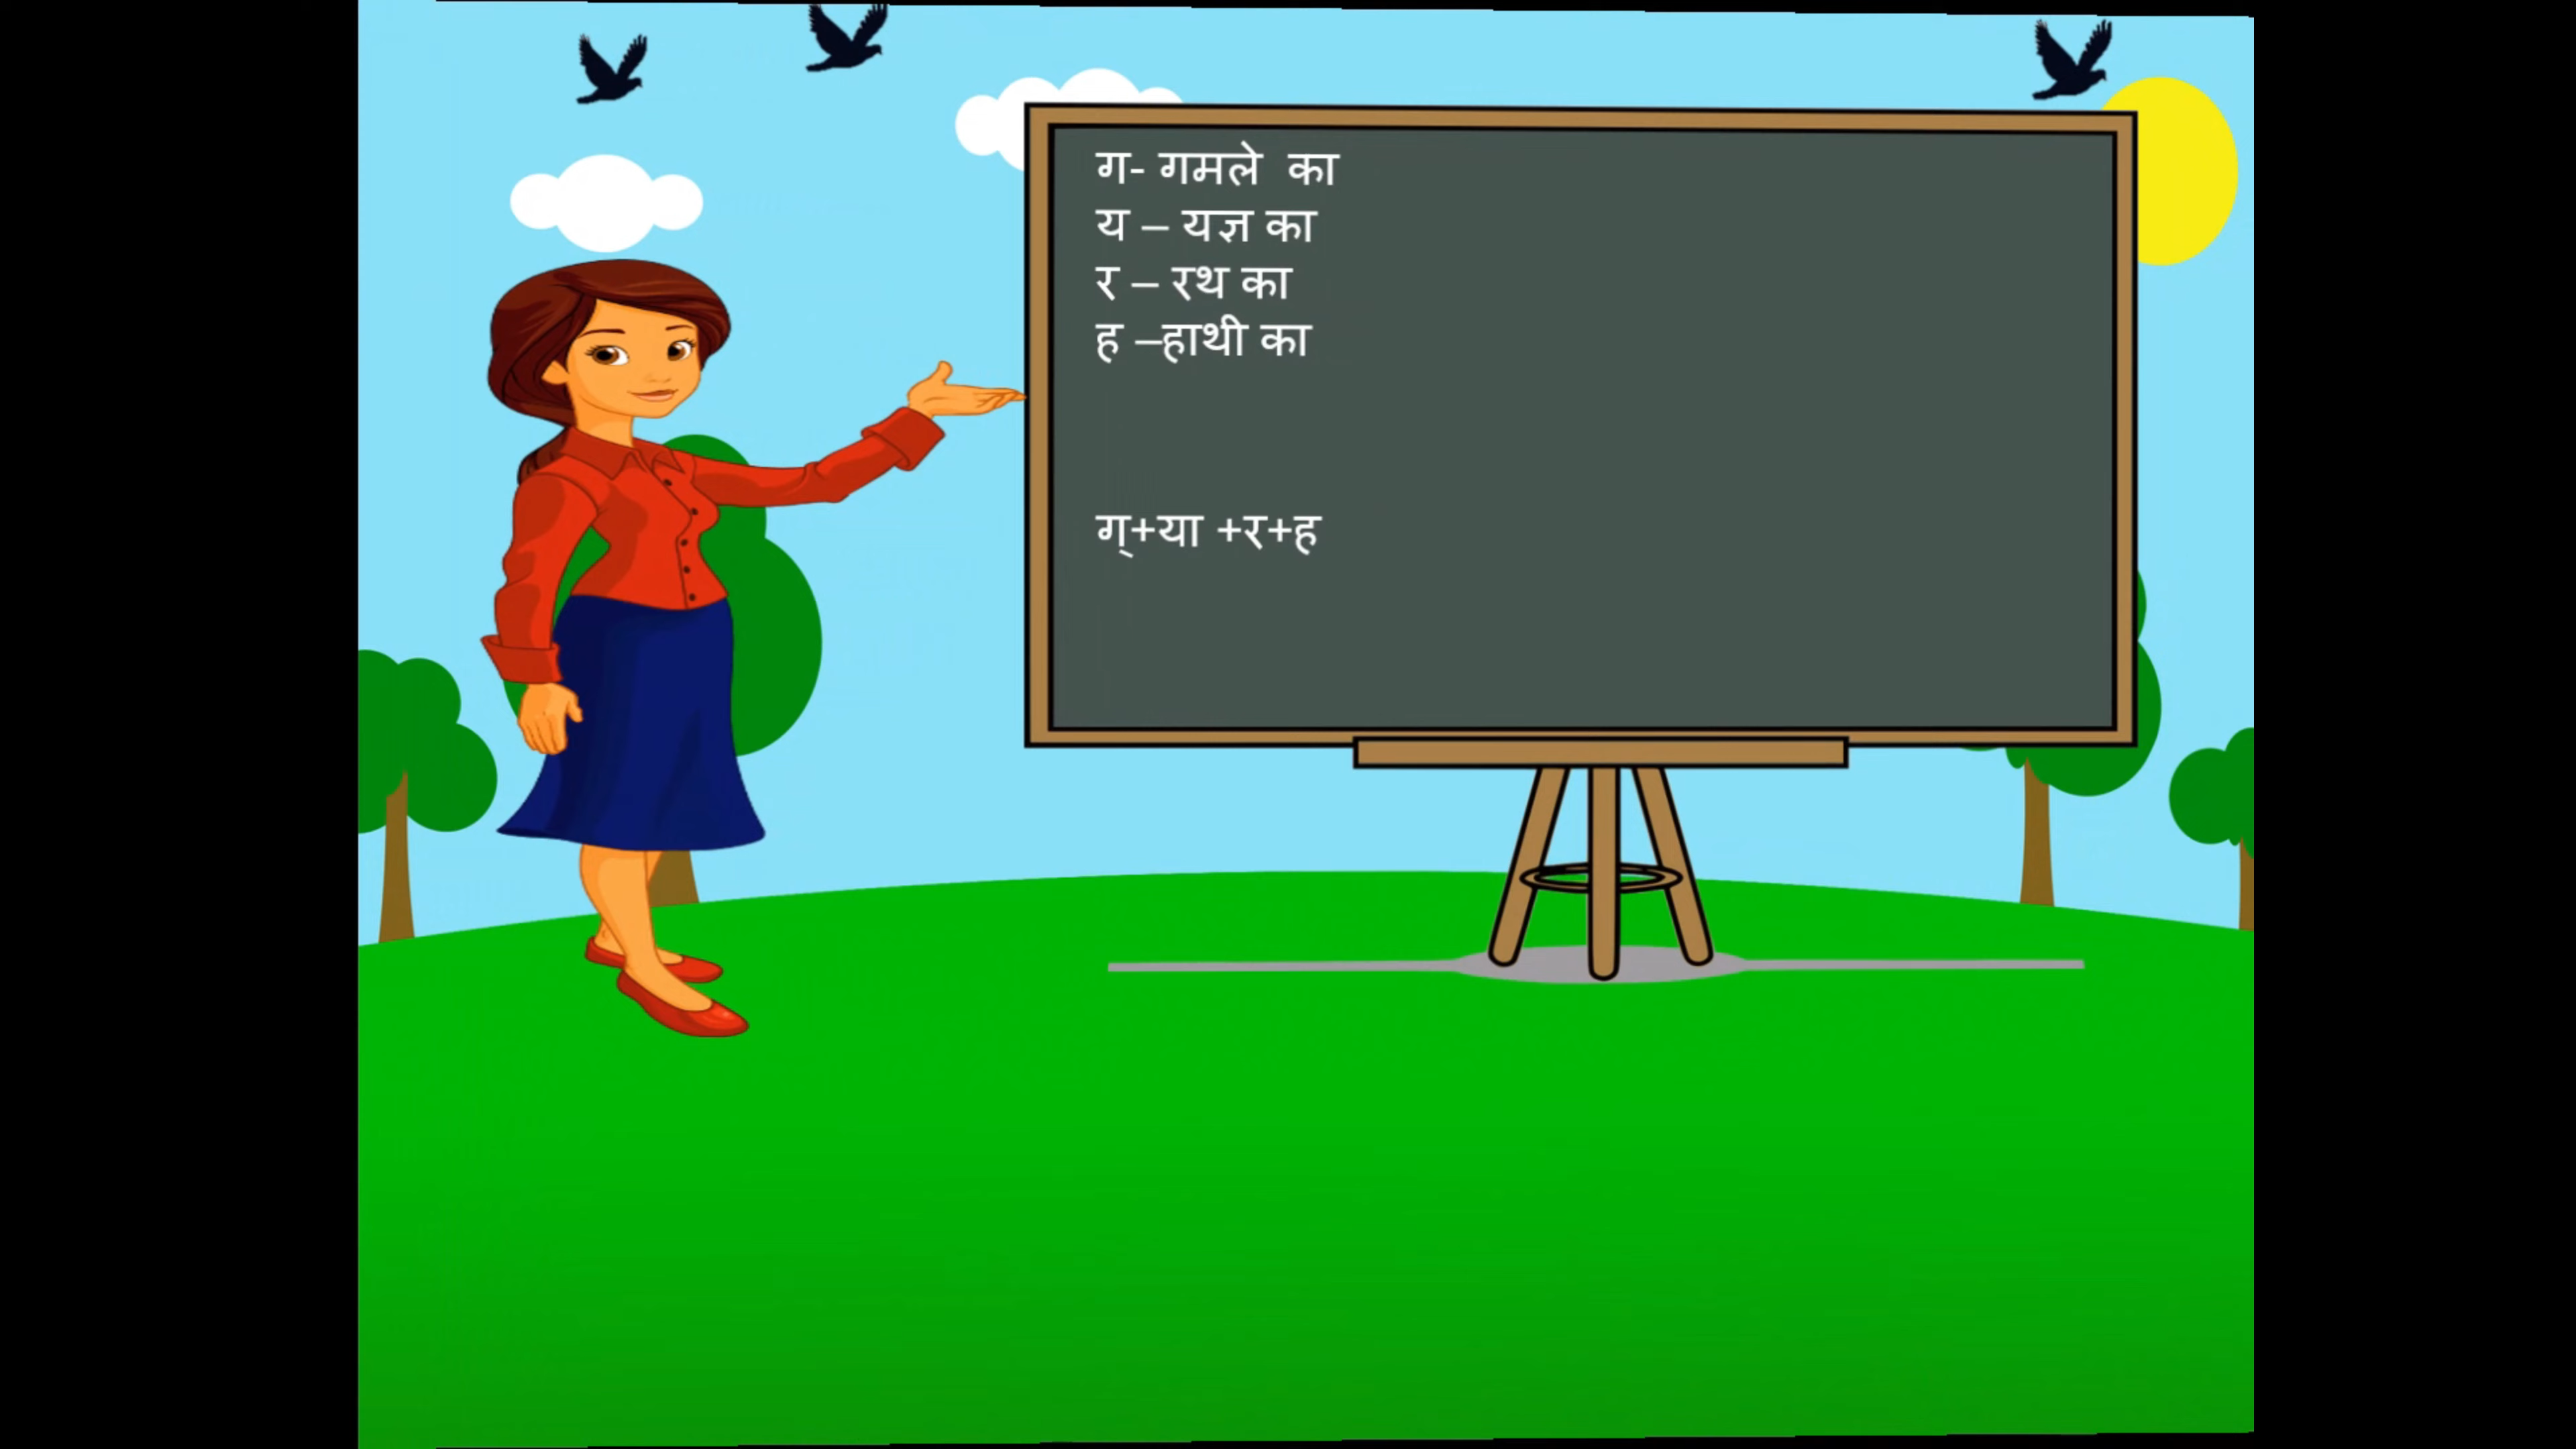 ग- गमले का
य – यज्ञ का
र – रथ का
ह –हाथी का
ग्+या +र+ह